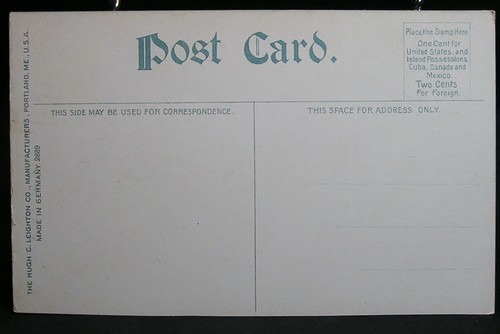 Post Card.
Place the Stamp Here
One Cent for
United States, and
Island Possessions,
Cuba, Canada and
Mexico.
Two Cents
For Foreign.
THIS SIDE MAY BE USED FOR CORRESPONDENCE.
THIS SPACE FOR ADDRESS ONLY.
THE HUGH C. LEIGHTON CO., MANUFACTURERS, PORTLAND, ME., U.S.A.
MADE IN GERMANY. 2889